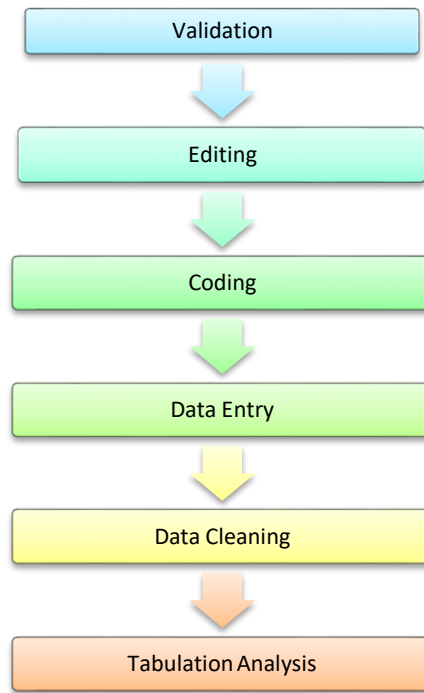 Validation
Editing
Coding
Data Entry
Data Cleaning
Tabulation Analysis